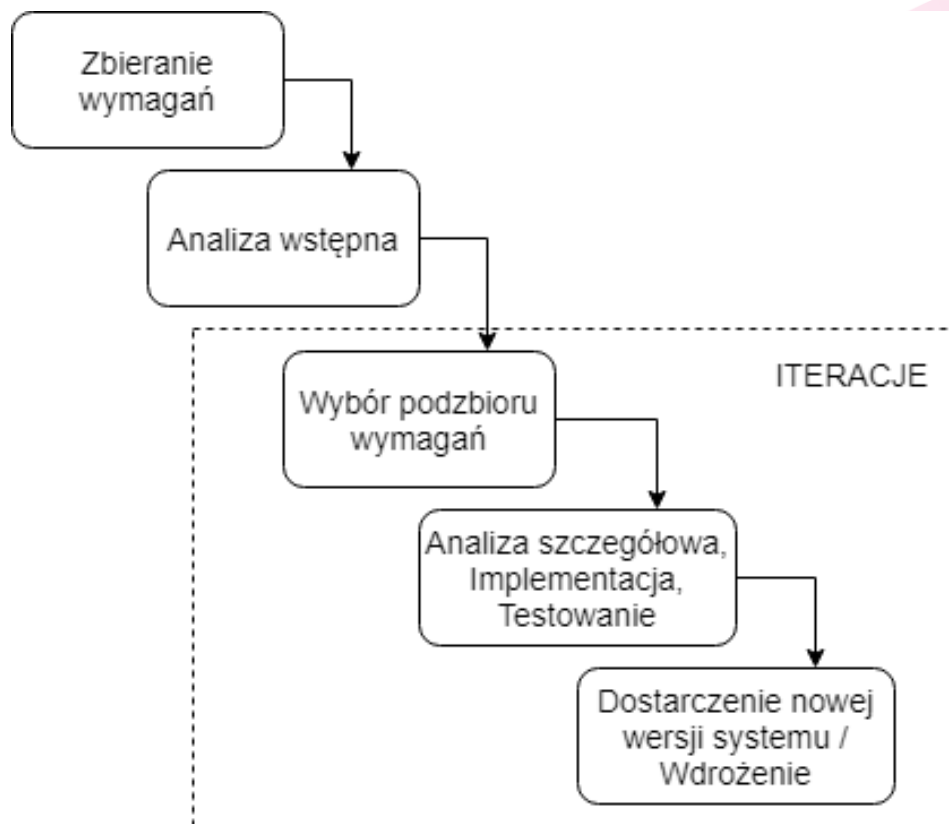 Zbieranie
wymagań
Analiza wstępna
ITERACJE
Wybór podzbioru
wymagań
Analiza szczegółowa,
Implementacja,
Testowanie
Dostarczenie nowej
wersji systemu /
Wdrożenie